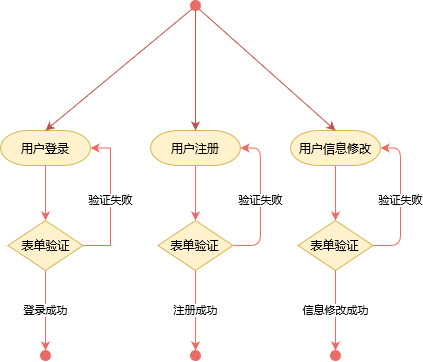 用户登录
用户注册
用户信息修改
验证失败
验证失败
验证失败
表单验证
表单验证
表单验证
登录成功
注册成功
信息修改成功